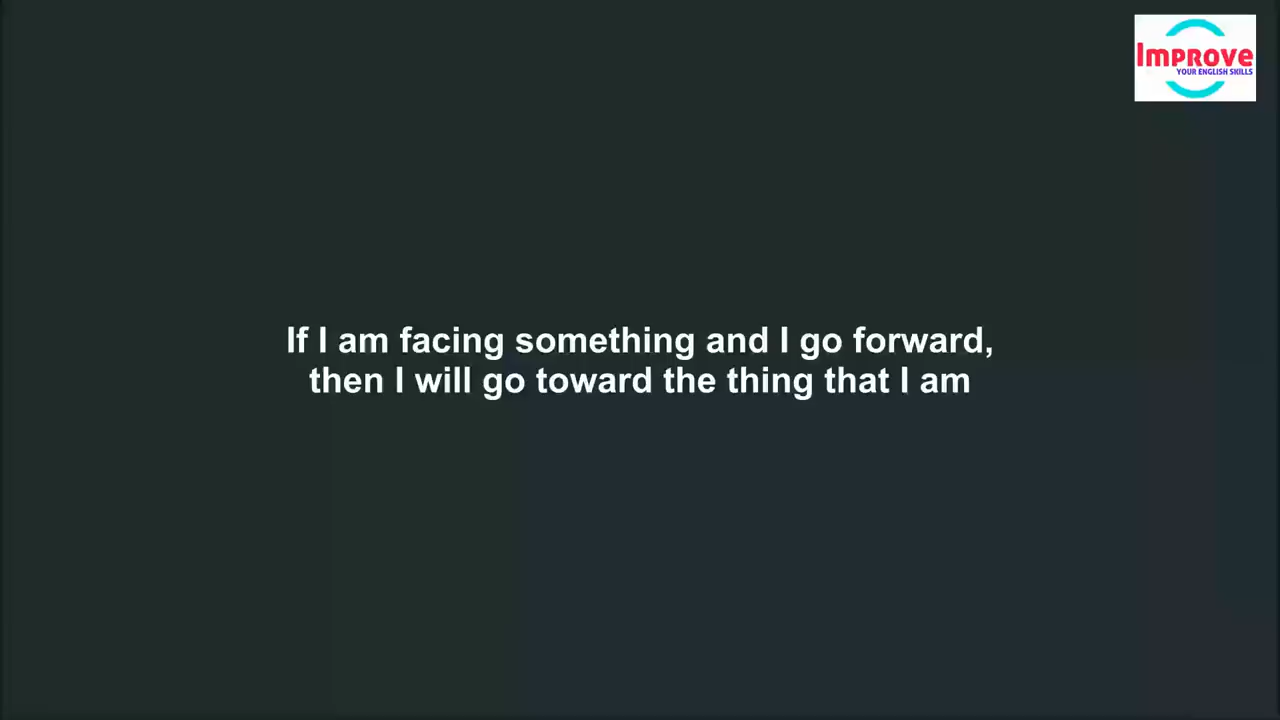 Improve
YOUR ENGLISH SKILLS
If I am facing something and I go forward,
then I will go toward the thing that I am